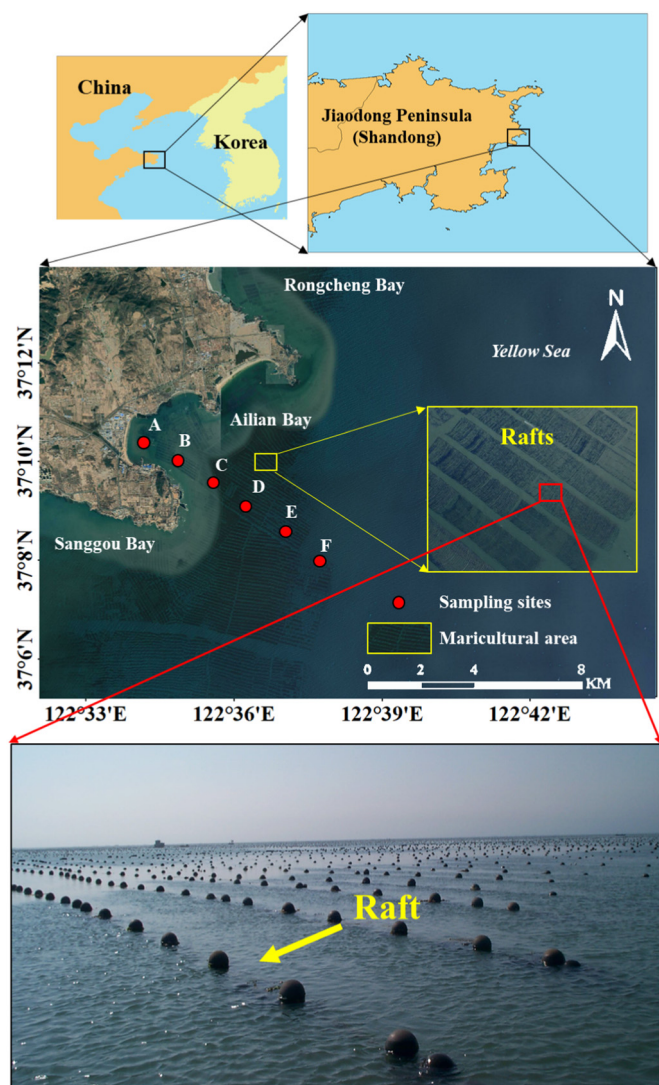 China
Korea
Jiaodong Peninsula
(Shandong)
Rongcheng Bay
N
Yellow Sea
37°12'N
37°10'N
37°8'N
37°6'N
Ailian Bay
Rafts
A
B
C
D
E
F
Sanggou Bay
Sampling sites
Maricultural area
0 2 4 8
KM
122°33'E 122°36'E 122°39'E 122°42'E
Raft